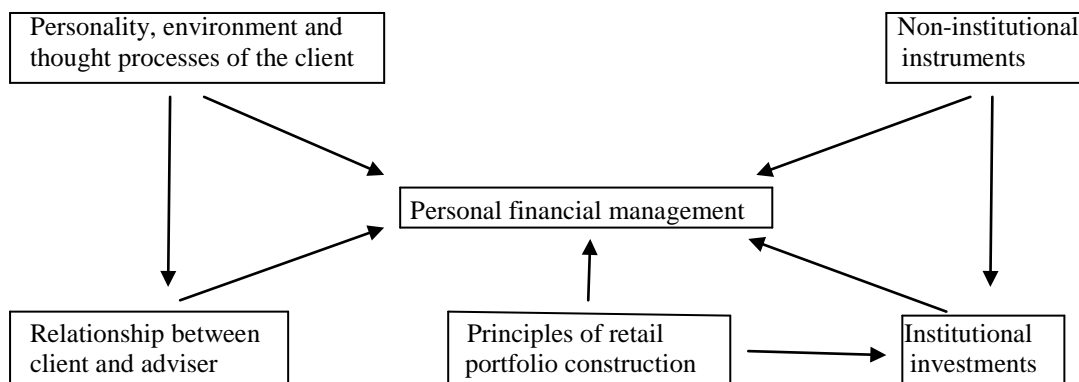 Personality, environment and
thought processes of the client
Non-institutional
instruments
Personal financial management
Relationship between
client and adviser
Principles of retail
portfolio construction
Institutional
investments